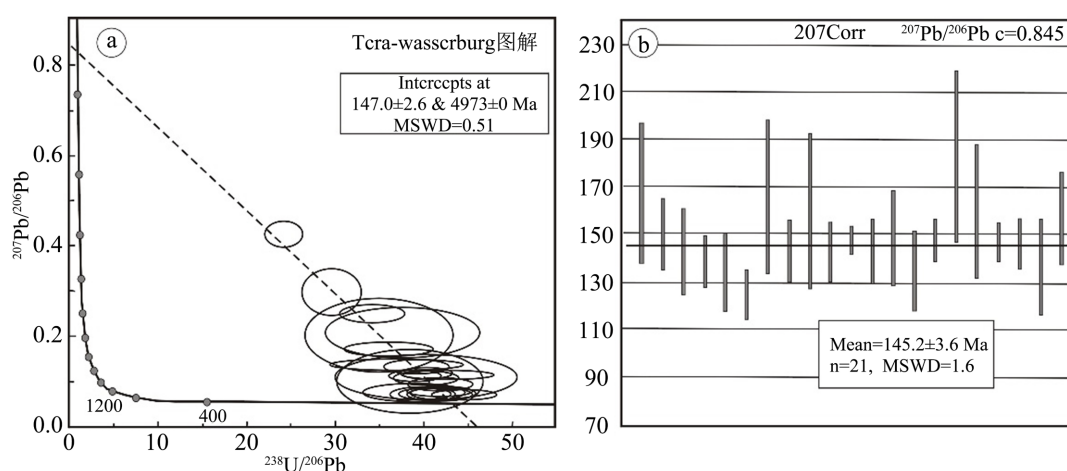 a
Tcra-wasscrburg图解
Intcrccpts at
147.0±2.6 & 4973±0 Ma
MSWD=0.51
0.8
0.6
0.4
0.2
0.0
²⁰⁷Pb/²⁰⁶Pb
1200
400
0
10
20
30
40
50
²³⁸U/²⁰⁶Pb
b
207Corr ²⁰⁷Pb/²⁰⁶Pb c=0.845
230
210
190
170
150
130
110
90
70
Mean=145.2±3.6 Ma
n=21, MSWD=1.6